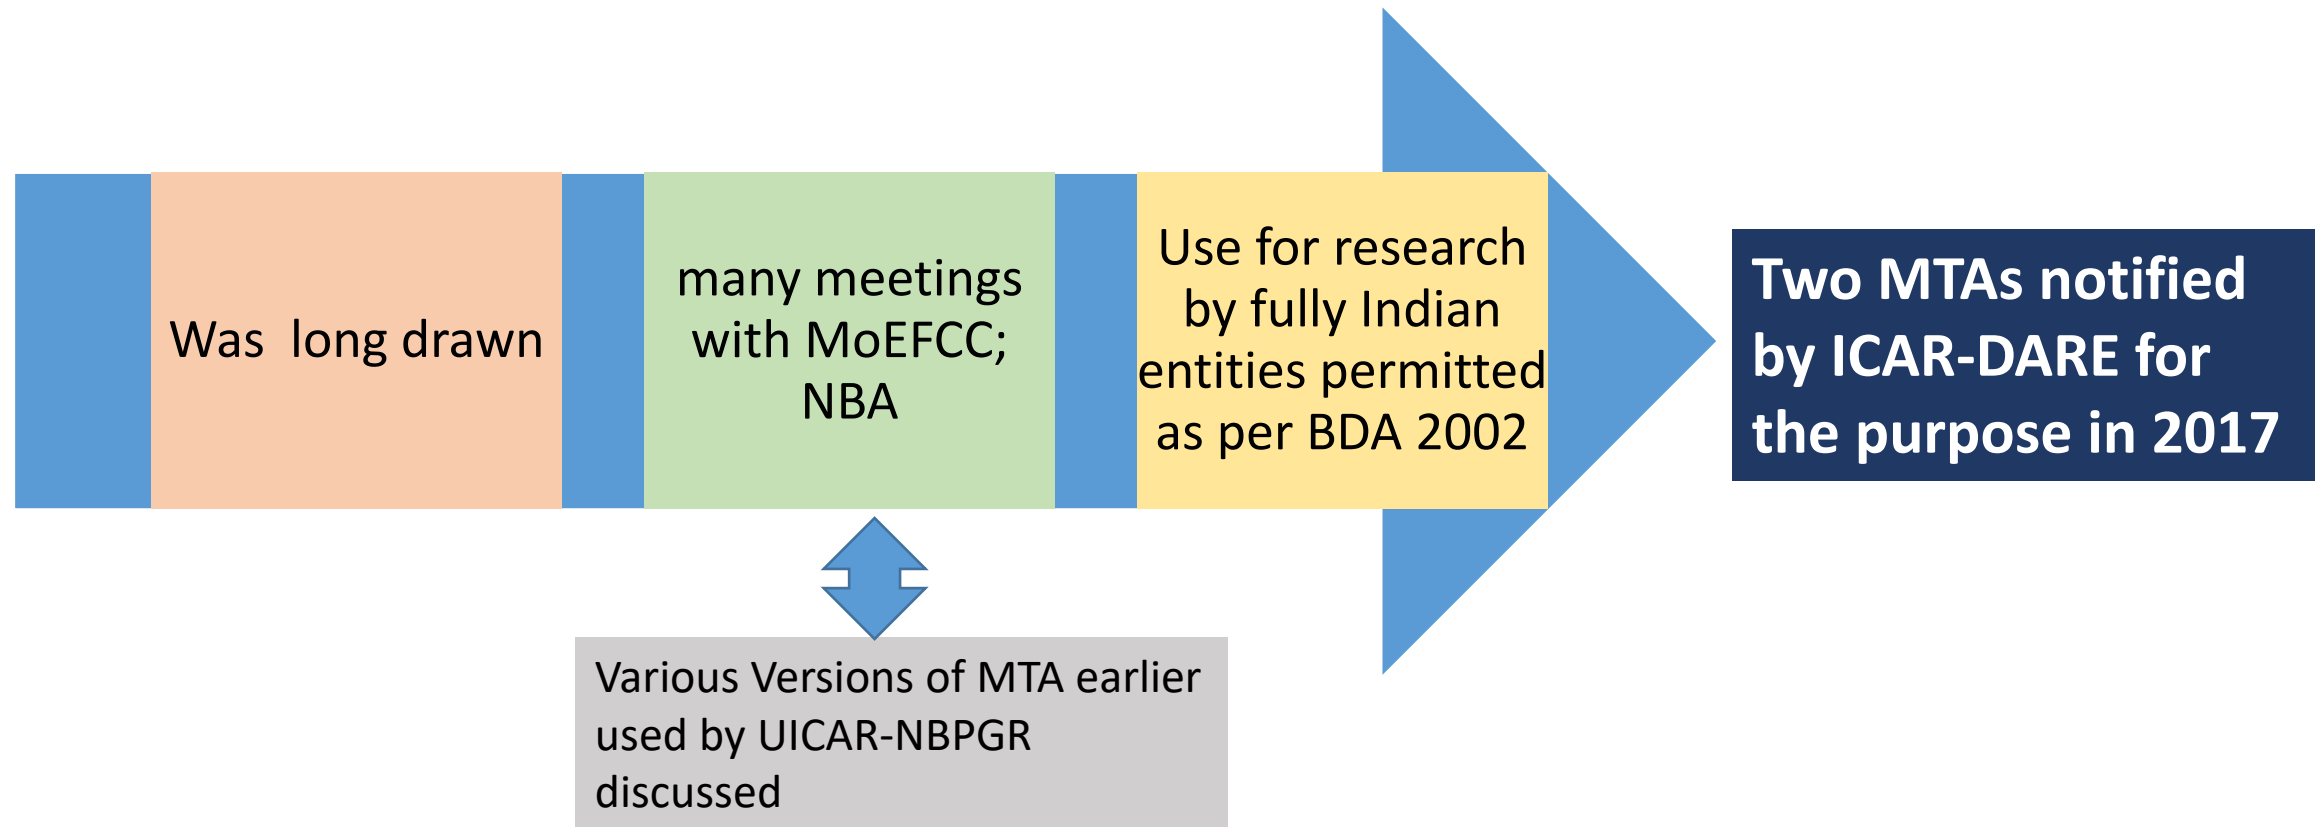 Was  long drawn
many meetings
with MoEFCC;
NBA
Use for research
by fully Indian
entities permitted
as per BDA 2002
Two MTAs notified
by ICAR-DARE for
the purpose in 2017
Various Versions of MTA earlier
used by UICAR-NBPGR
discussed